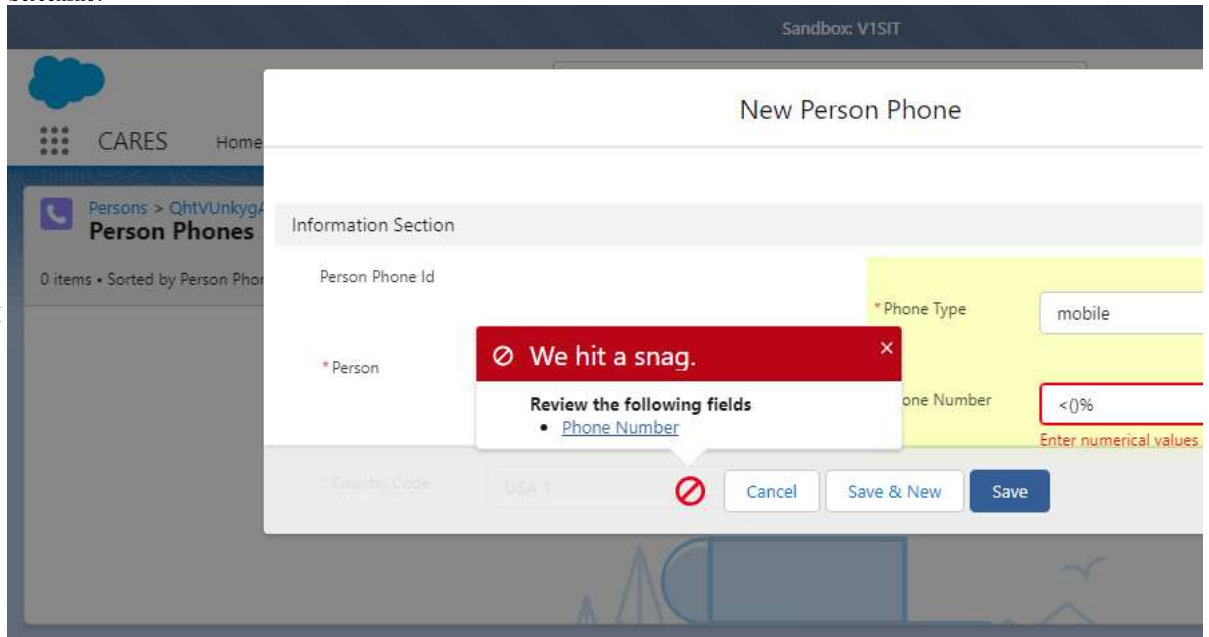 Sandbox: V1SIT
New Person Phone
CARES Home
Persons > QhtVUnkygA
Person Phones
0 items • Sorted by Person Phon
Information Section
Person Phone Id
* Phone Type mobile
* Person
We hit a snag. ×
Review the following fields
• Phone Number
one Number <()%
Enter numerical values
* Country Code USA 1
Cancel Save & New Save